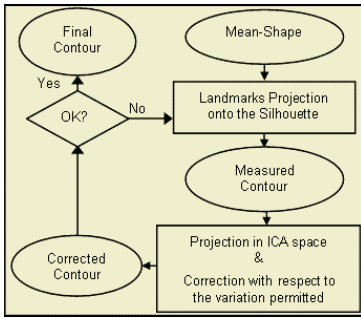 Final
Contour
Mean-Shape
Yes
OK?
No
Landmarks Projection
onto the Silhouette
Measured
Contour
Projection in ICA space
&
Correction with respect to
the variation permitted
Corrected
Contour